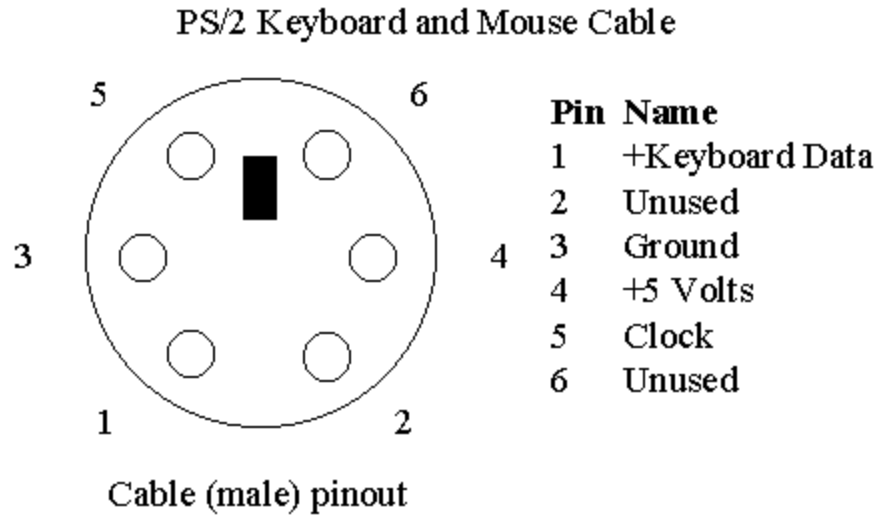 PS/2 Keyboard and Mouse Cable
5 6
3 4
1 2
Cable (male) pinout
Pin Name
1 +Keyboard Data
2 Unused
3 Ground
4 +5 Volts
5 Clock
6 Unused